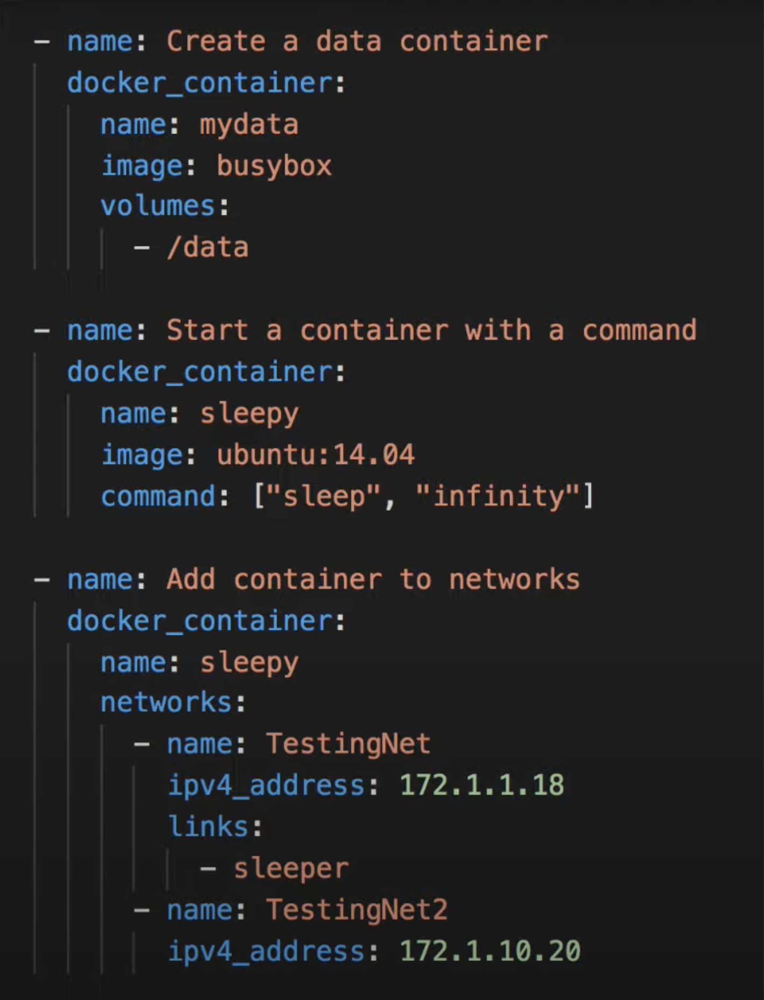 - name: Create a data container
  docker_container:
    name: mydata
    image: busybox
    volumes:
      - /data

- name: Start a container with a command
  docker_container:
    name: sleepy
    image: ubuntu:14.04
    command: ["sleep", "infinity"]

- name: Add container to networks
  docker_container:
    name: sleepy
    networks:
      - name: TestingNet
        ipv4_address: 172.1.1.18
        links:
          - sleeper
      - name: TestingNet2
        ipv4_address: 172.1.10.20